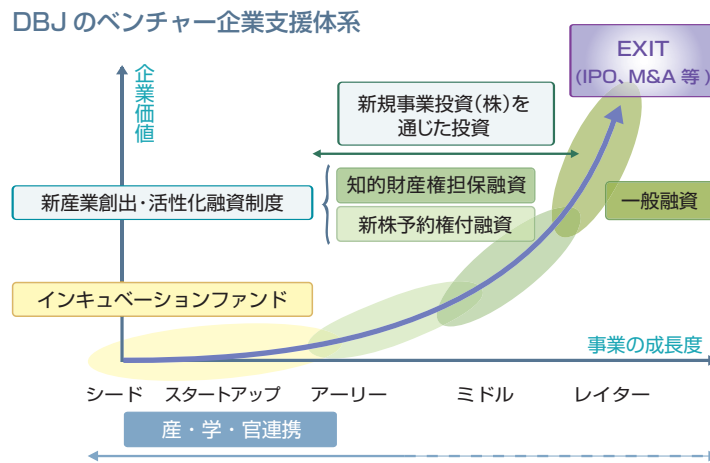 DBJ のベンチャー企業支援体系
EXIT
(IPO、M&A 等)
企業価値
新規事業投資(株)を
通じた投資
知的財産権担保融資
新産業創出・活性化融資制度
一般融資
新株予約権付融資
インキュベーションファンド
事業の成長度
シード スタートアップ アーリー ミドル レイター
産・学・官連携